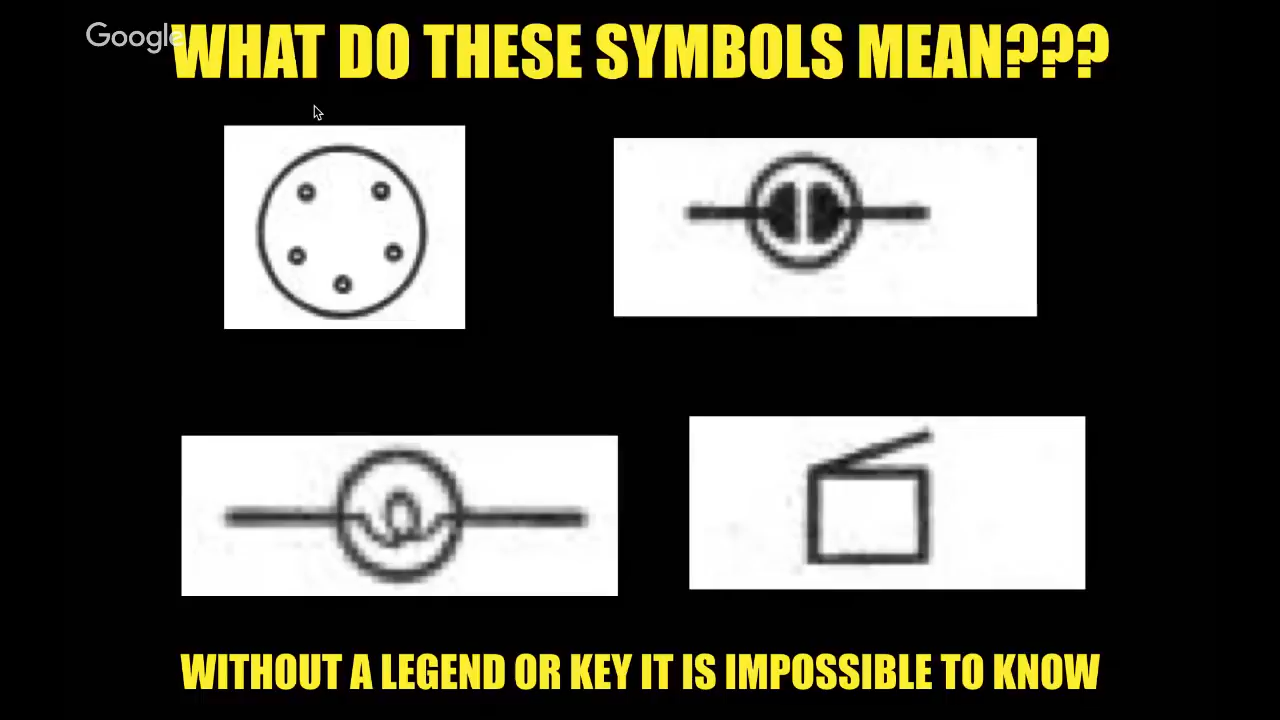 Google
WHAT DO THESE SYMBOLS MEAN???
WITHOUT A LEGEND OR KEY IT IS IMPOSSIBLE TO KNOW